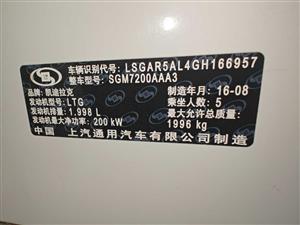 车辆识别代号: LSGAR5AL4GH166957
整车型号: SGM7200AAA3
品牌: 凯迪拉克 制造年月: 16-08
发动机型号: LTG 乘坐人数: 5
发动机排量: 1.998 L 最大允许总质量:
发动机最大净功率: 200 kW 1996 kg
中国 上汽通用汽车有限公司制造